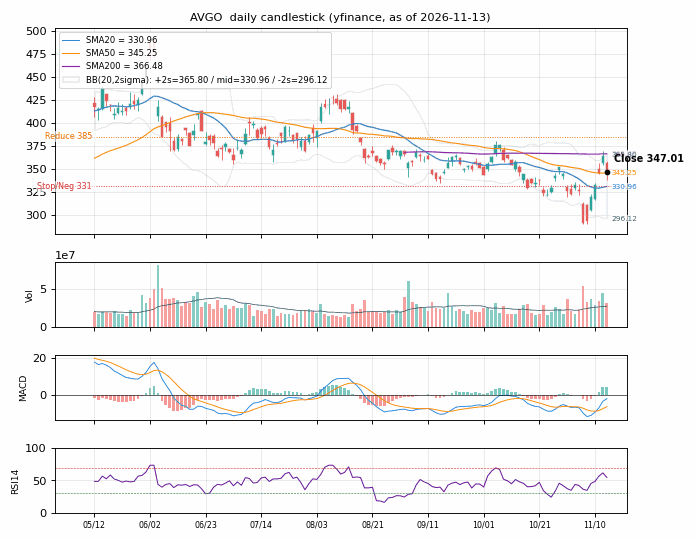 AVGO  daily candlestick (yfinance, as of 2026-11-13)
500
475
450
425
400
375
350
325
300
SMA20 = 330.96
SMA50 = 345.25
SMA200 = 366.48
BB(20,2sigma): +2s=365.80 / mid=330.96 / -2s=296.12
Reduce 385
Stop/Neg 331
Close 347.01
345.25
330.96
296.12
1e7
Vol
5
0
MACD
20
0
RSI14
100
50
0
05/12 06/02 06/23 07/14 08/03 08/21 09/11 10/01 10/21 11/10